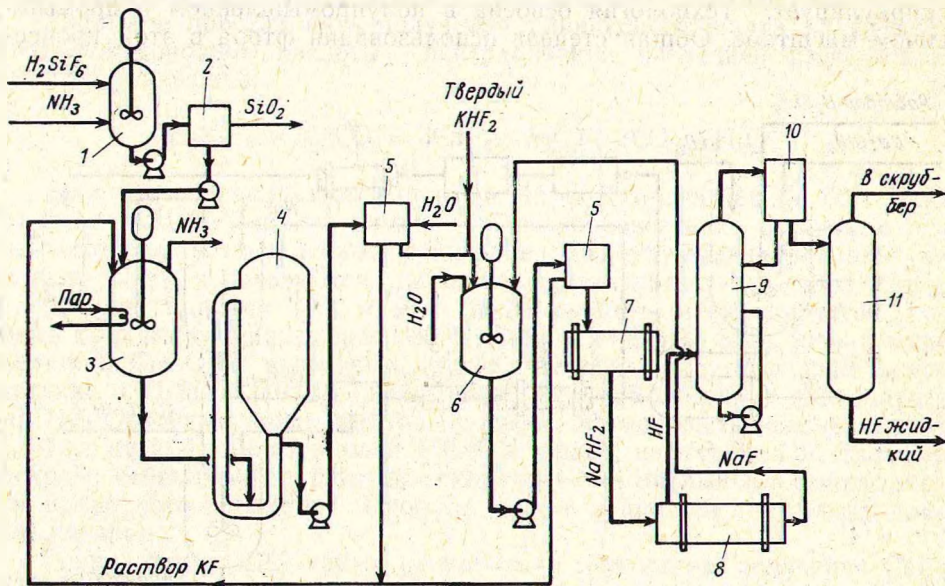 H₂SiF₆
NH₃
1
2
SiO₂
Твердый
KHF₂
10
В скруб-
бер
NH₃
4
5
H₂O
5
Пар
3
H₂O
6
7
9
11
NaHF₂
HF
HF жид-
кий
NaF
8
Раствор KF